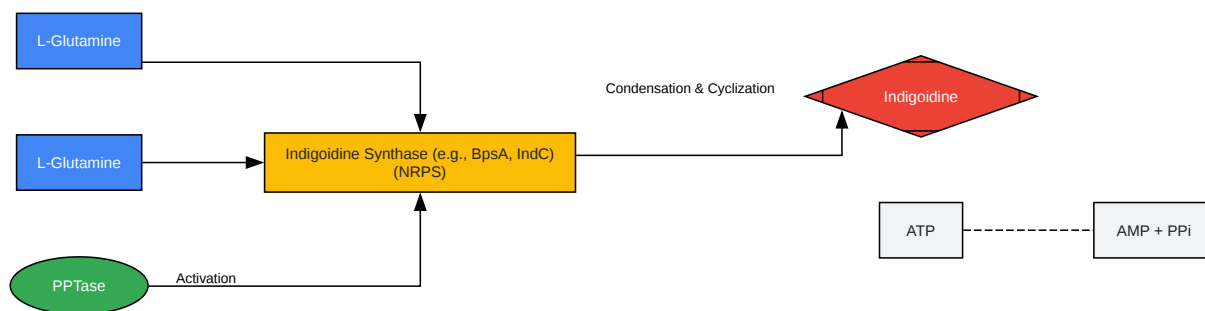 L-Glutamine
Condensation & Cyclization
Indigoidine
L-Glutamine
Indigoidine Synthase (e.g., BpsA, IndC)
(NRPS)
ATP
AMP + PPi
PPTase
Activation